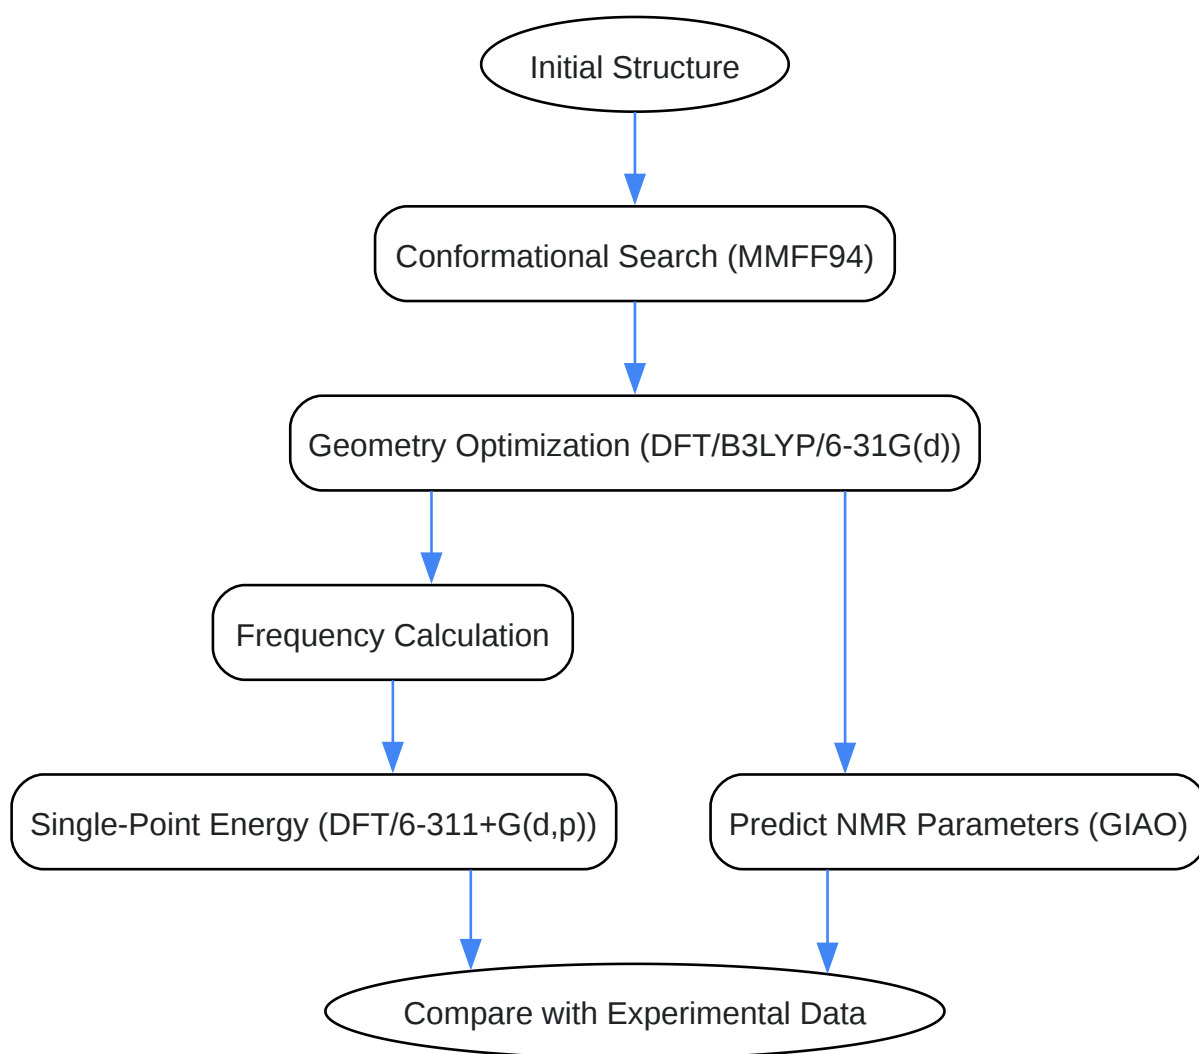 Initial Structure
Conformational Search (MMFF94)
Geometry Optimization (DFT/B3LYP/6-31G(d))
Frequency Calculation
Single-Point Energy (DFT/6-311+G(d,p))
Predict NMR Parameters (GIAO)
Compare with Experimental Data